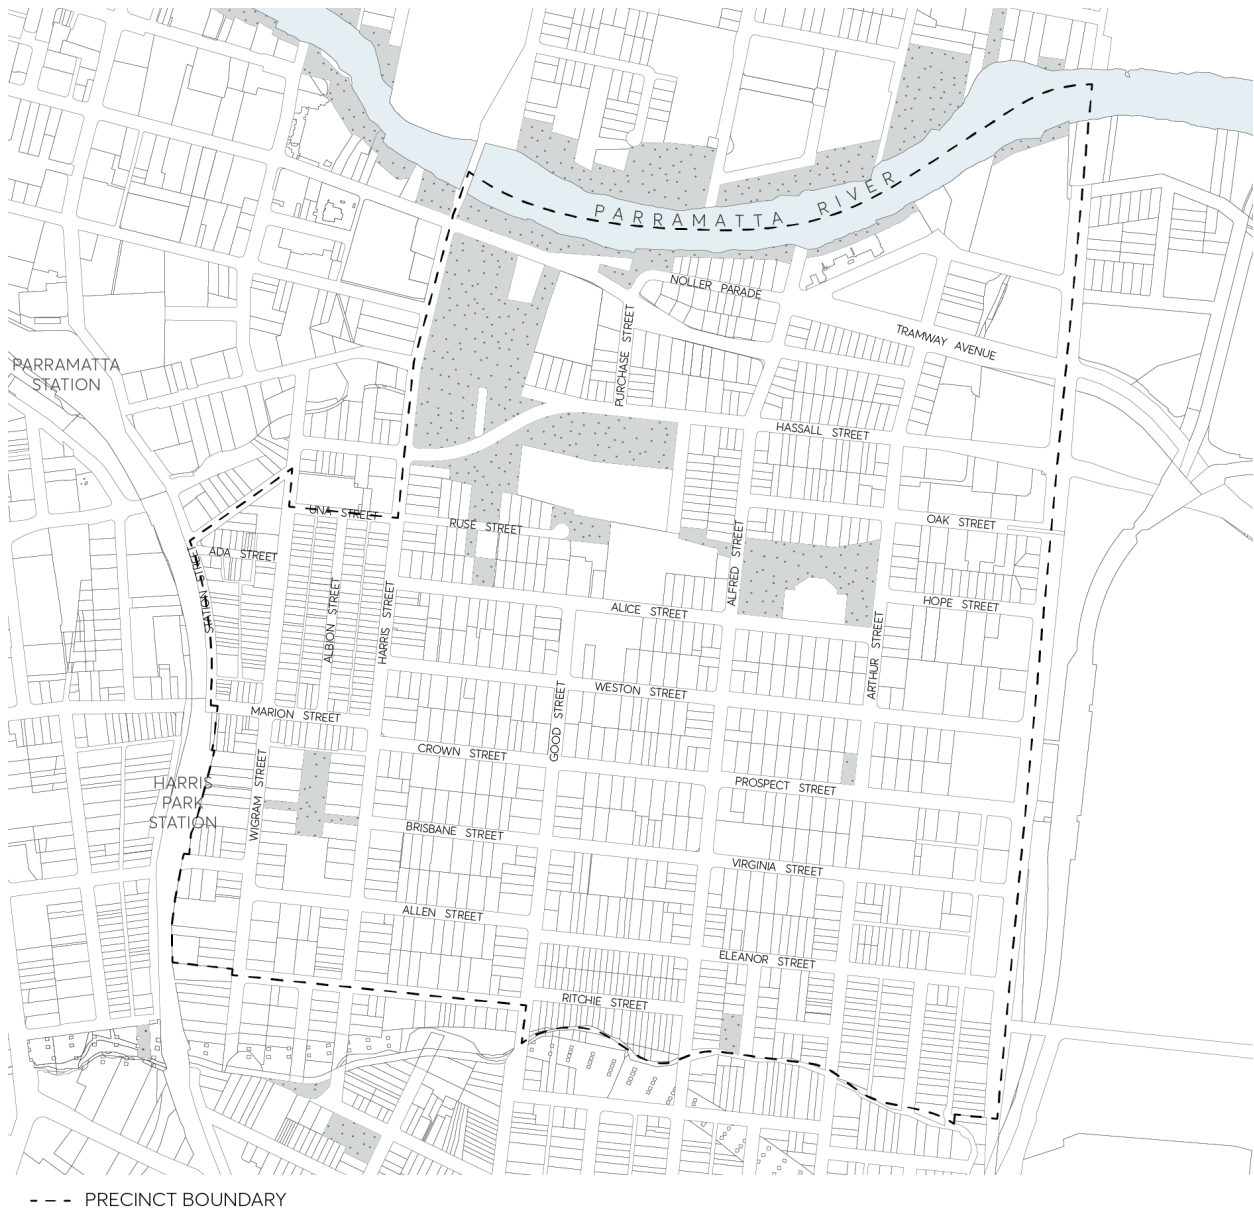 PARRAMATTA RIVER
NOLLER PARADE
PURCHASE STREET
TRAMWAY AVENUE
PARRAMATTA
STATION
HASSALL STREET
UNA STREET
RUSE STREET
OAK STREET
ADA STREET
STATION STREET
ALBION STREET
HARRIS STREET
ALFRED STREET
ALICE STREET
HOPE STREET
ARTHUR STREET
WESTON STREET
MARION STREET
GOOD STREET
CROWN STREET
PROSPECT STREET
HARRIS
PARK
STATION
WIGRAM STREET
BRISBANE STREET
VIRGINIA STREET
ALLEN STREET
ELEANOR STREET
RITCHIE STREET
PRECINCT BOUNDARY